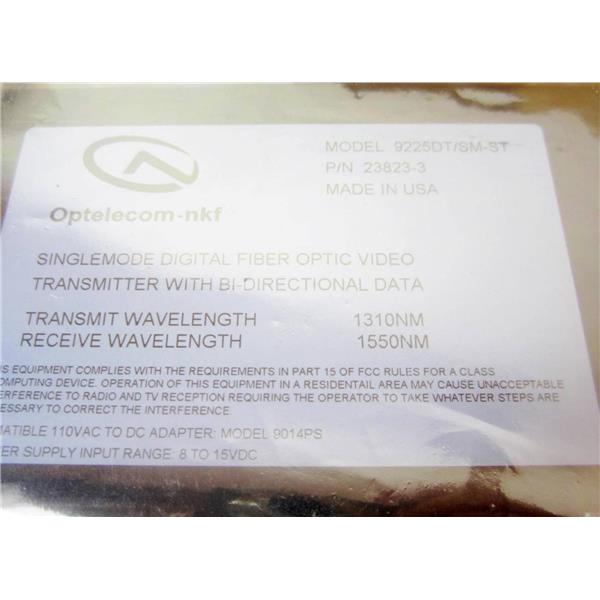 MODEL 9225DT/SM-ST
P/N 23823-3
MADE IN USA
Optelecom-nkf
SINGLEMODE DIGITAL FIBER OPTIC VIDEO
TRANSMITTER WITH BI-DIRECTIONAL DATA
TRANSMIT WAVELENGTH 1310NM
RECEIVE WAVELENGTH 1550NM
IS EQUIPMENT COMPLIES WITH THE REQUIREMENTS IN PART 15 OF FCC RULES FOR A CLASS
OMPUTING DEVICE. OPERATION OF THIS EQUIPMENT IN A RESIDENTAIL AREA MAY CAUSE UNACCEPTABLE
ERFERENCE TO RADIO AND TV RECEPTION REQUIRING THE OPERATOR TO TAKE WHATEVER STEPS ARE
ESSARY TO CORRECT THE INTERFERENCE.
MATIBLE 110VAC TO DC ADAPTER: MODEL 9014PS
ER SUPPLY INPUT RANGE: 8 TO 15VDC